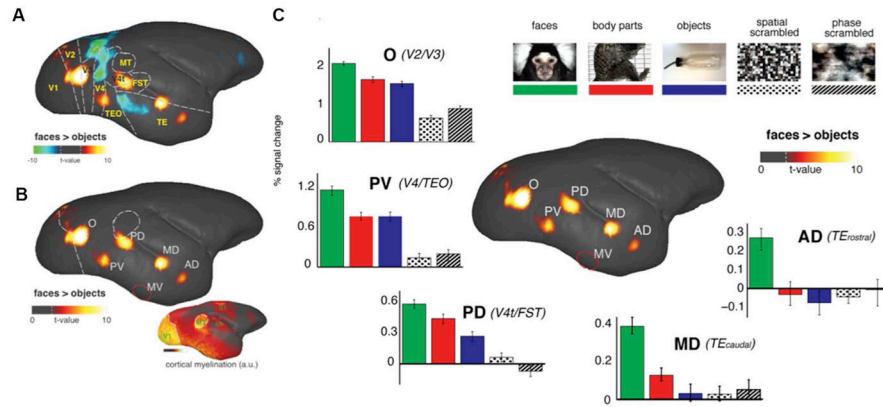 A
V2
V1
V4
MT
V4t
FST
TEO
TE
faces > objects
-10 t-value 10
B
O
PD
PV
MD
AD
MV
faces > objects
0 t-value 10
V1
cortical myelination (a.u.)
C
% signal change
O (V2/V3)
2
1
0
PV (V4/TEO)
1.2
0.6
0
PD (V4t/FST)
0.6
0.3
0
faces
body parts
objects
spatial scrambled
phase scrambled
faces > objects
0 t-value 10
O
PD
PV
MD
AD
MV
AD (TErostral)
0.3
0.2
0
-0.1
MD (TEcaudal)
0.4
0.2
0